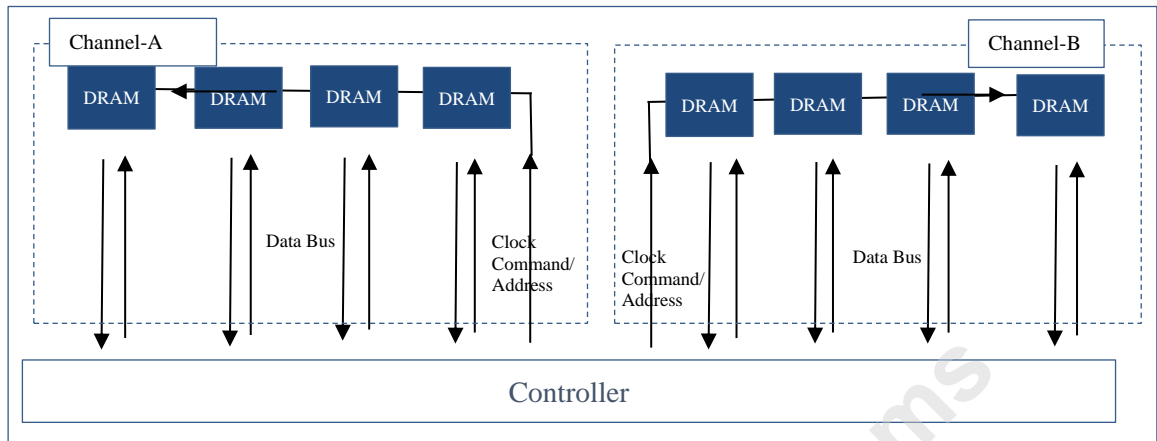 Channel-A
Channel-B
DRAM
DRAM
DRAM
DRAM
DRAM
DRAM
DRAM
DRAM
Data Bus
Clock
Command/
Address
Clock
Command/
Address
Data Bus
Controller
ms